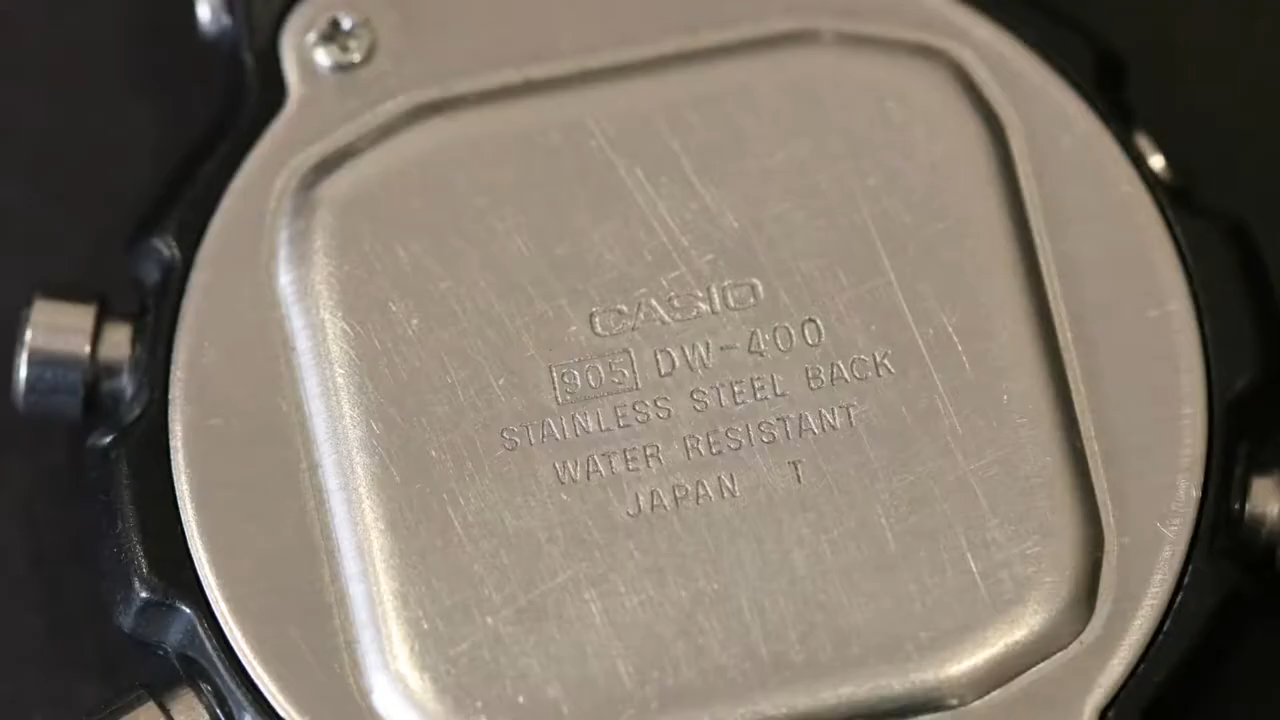 CASIO
905 DW-400
STAINLESS STEEL BACK
WATER RESISTANT
JAPAN T